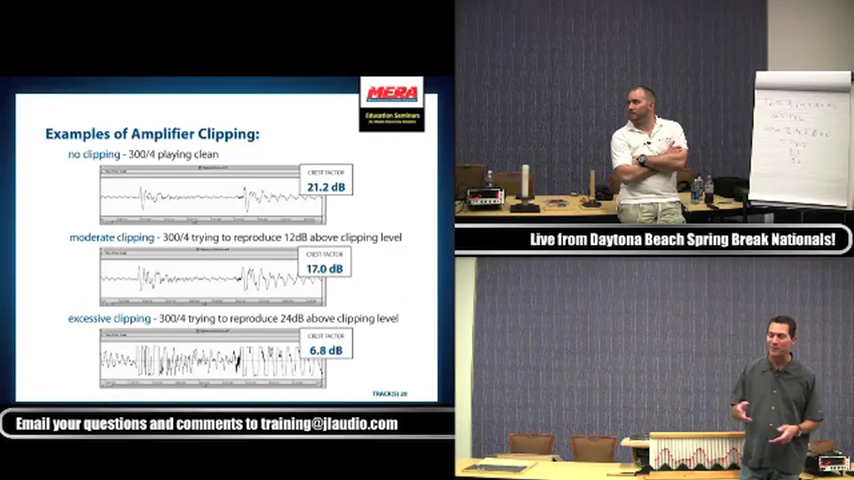 MERA
Education Seminars
Examples of Amplifier Clipping:
no clipping - 300/4 playing clean
CREST FACTOR
21.2 dB
moderate clipping - 300/4 trying to reproduce 12dB above clipping level
CREST FACTOR
17.0 dB
excessive clipping - 300/4 trying to reproduce 24dB above clipping level
CREST FACTOR
6.8 dB
TRACK(S) 20
Email your questions and comments to training@jlaudio.com
Live from Daytona Beach Spring Break Nationals!